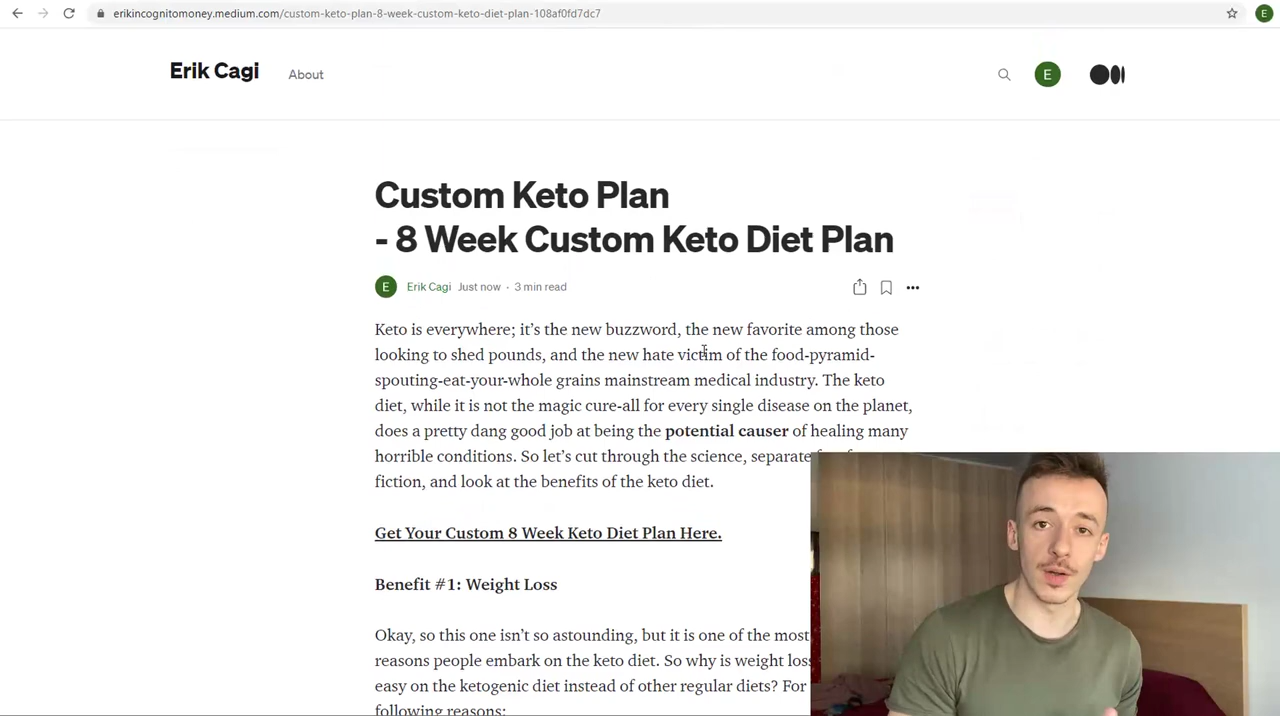 erikincognitomoney.medium.com/custom-keto-plan-8-week-custom-keto-diet-plan-108af0fd7dc7
E
Erik Cagi
About
E
Custom Keto Plan
- 8 Week Custom Keto Diet Plan
E
Erik Cagi Just now · 3 min read
Keto is everywhere; it’s the new buzzword, the new favorite among those
looking to shed pounds, and the new hate victim of the food-pyramid-
spouting-eat-your-whole grains mainstream medical industry. The keto
diet, while it is not the magic cure-all for every single disease on the planet,
does a pretty dang good job at being the potential causer of healing many
horrible conditions. So let’s cut through the science, separate
fiction, and look at the benefits of the keto diet.
Get Your Custom 8 Week Keto Diet Plan Here.
Benefit #1: Weight Loss
Okay, so this one isn’t so astounding, but it is one of the most
reasons people embark on the keto diet. So why is weight loss
easy on the ketogenic diet instead of other regular diets? For
following reasons: